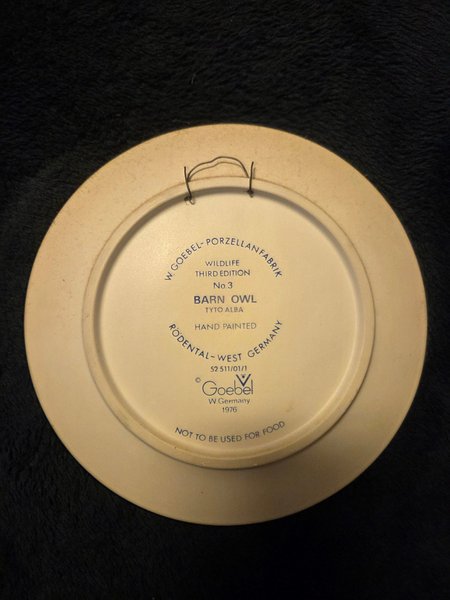 W. GOEBEL-PORZELLANFABRIK
WILDLIFE
THIRD EDITION
No 3
BARN OWL
TYTO ALBA
HAND PAINTED
RÖDENTAL-WEST GERMANY
52 511/01/1
© Goebel
W. Germany
1976
NOT TO BE USED FOR FOOD